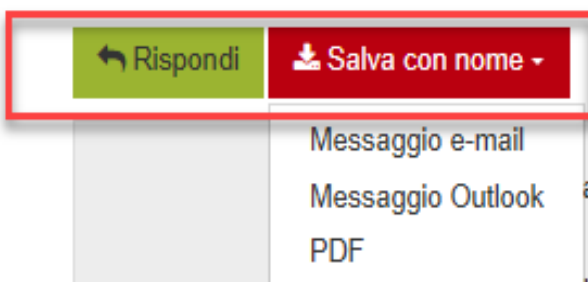 Rispondi Salva con nome
Messaggio e-mail
Messaggio Outlook
PDF